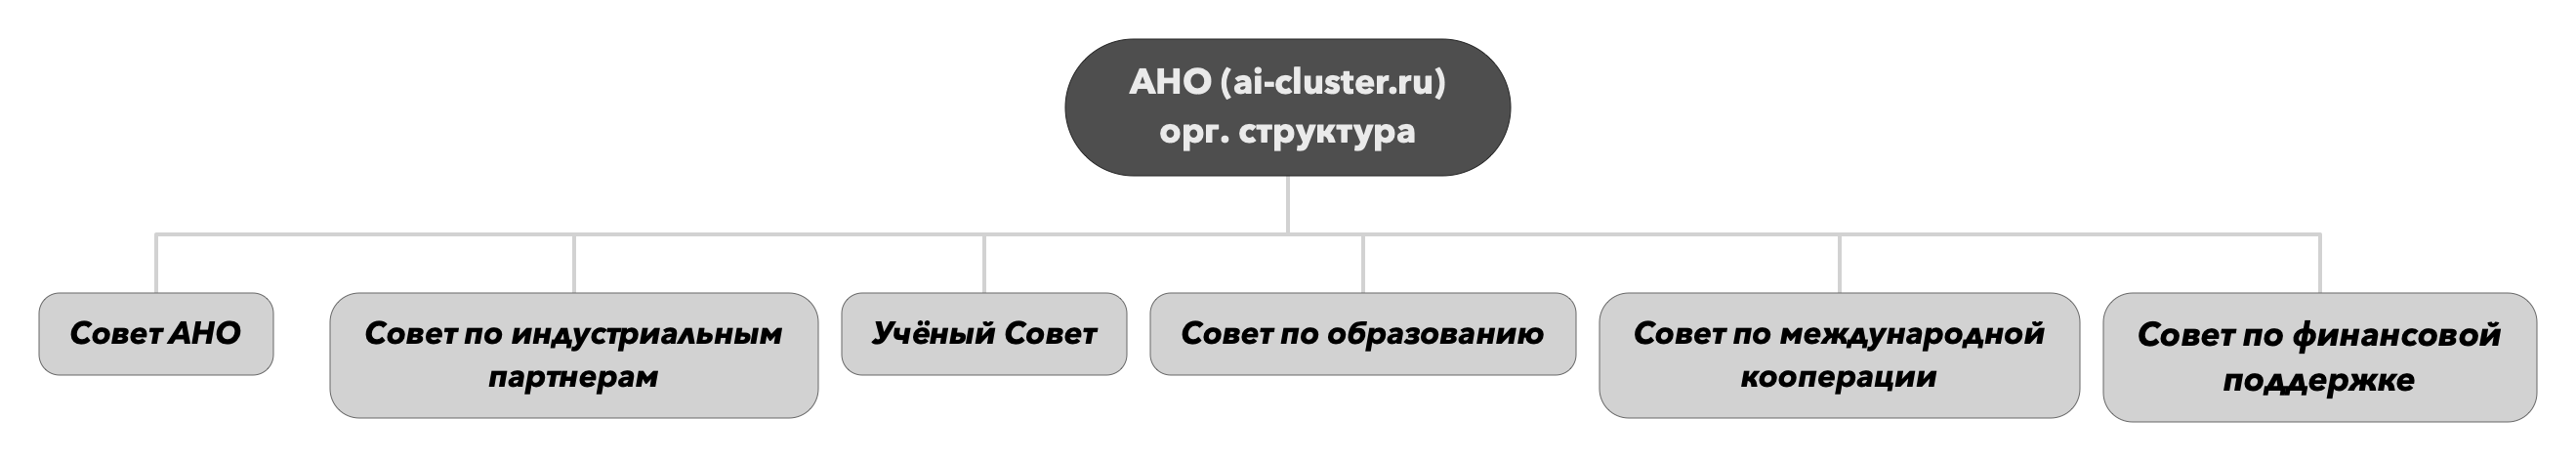 АНО (ai-cluster.ru)
орг. структура
Совет АНО
Совет по индустриальным
партнерам
Учёный Совет
Совет по образованию
Совет по международной
кооперации
Совет по финансовой
поддержке